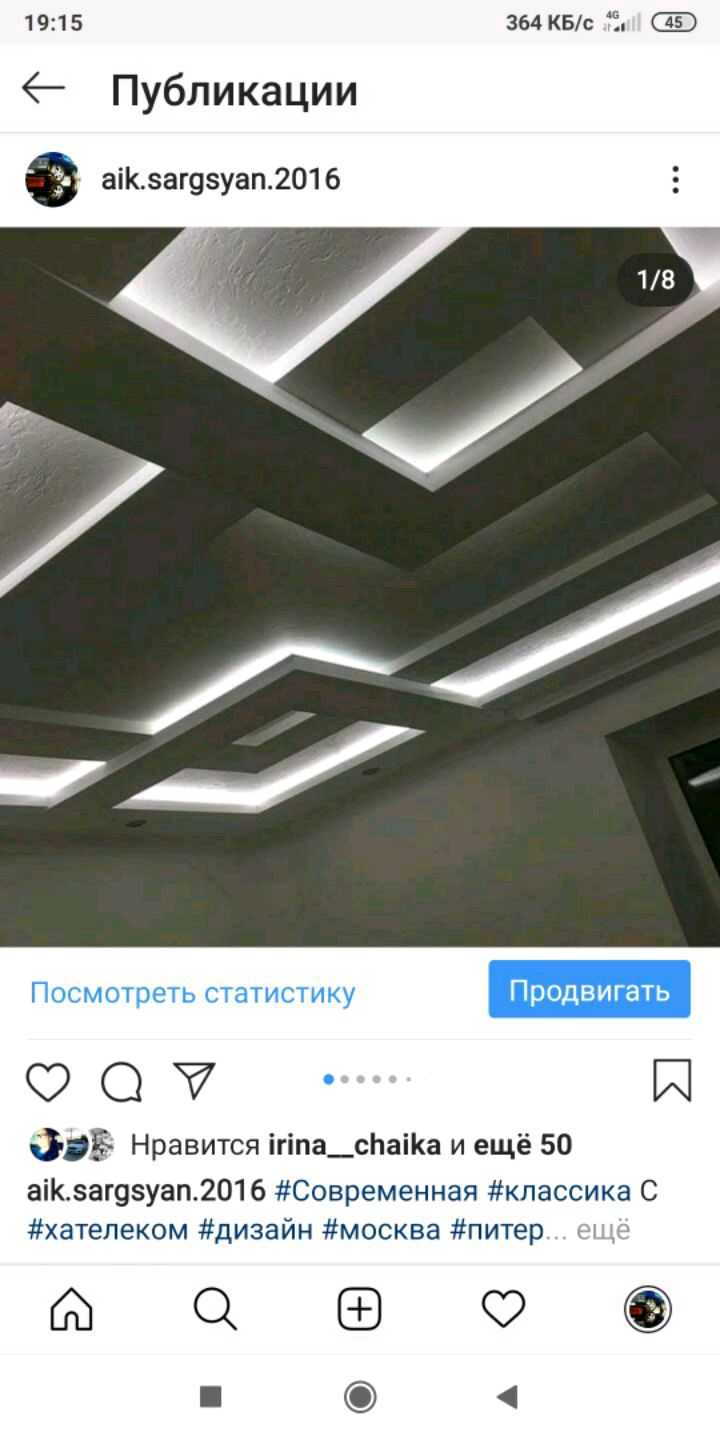 19:15 364 КБ/с 4G 45
Публикации
aik.sargsyan.2016
1/8
Посмотреть статистику Продвигать
Нравится irina__chaika и ещё 50
aik.sargsyan.2016 #Современная #классика С
#хателеком #дизайн #москва #питер... ещё